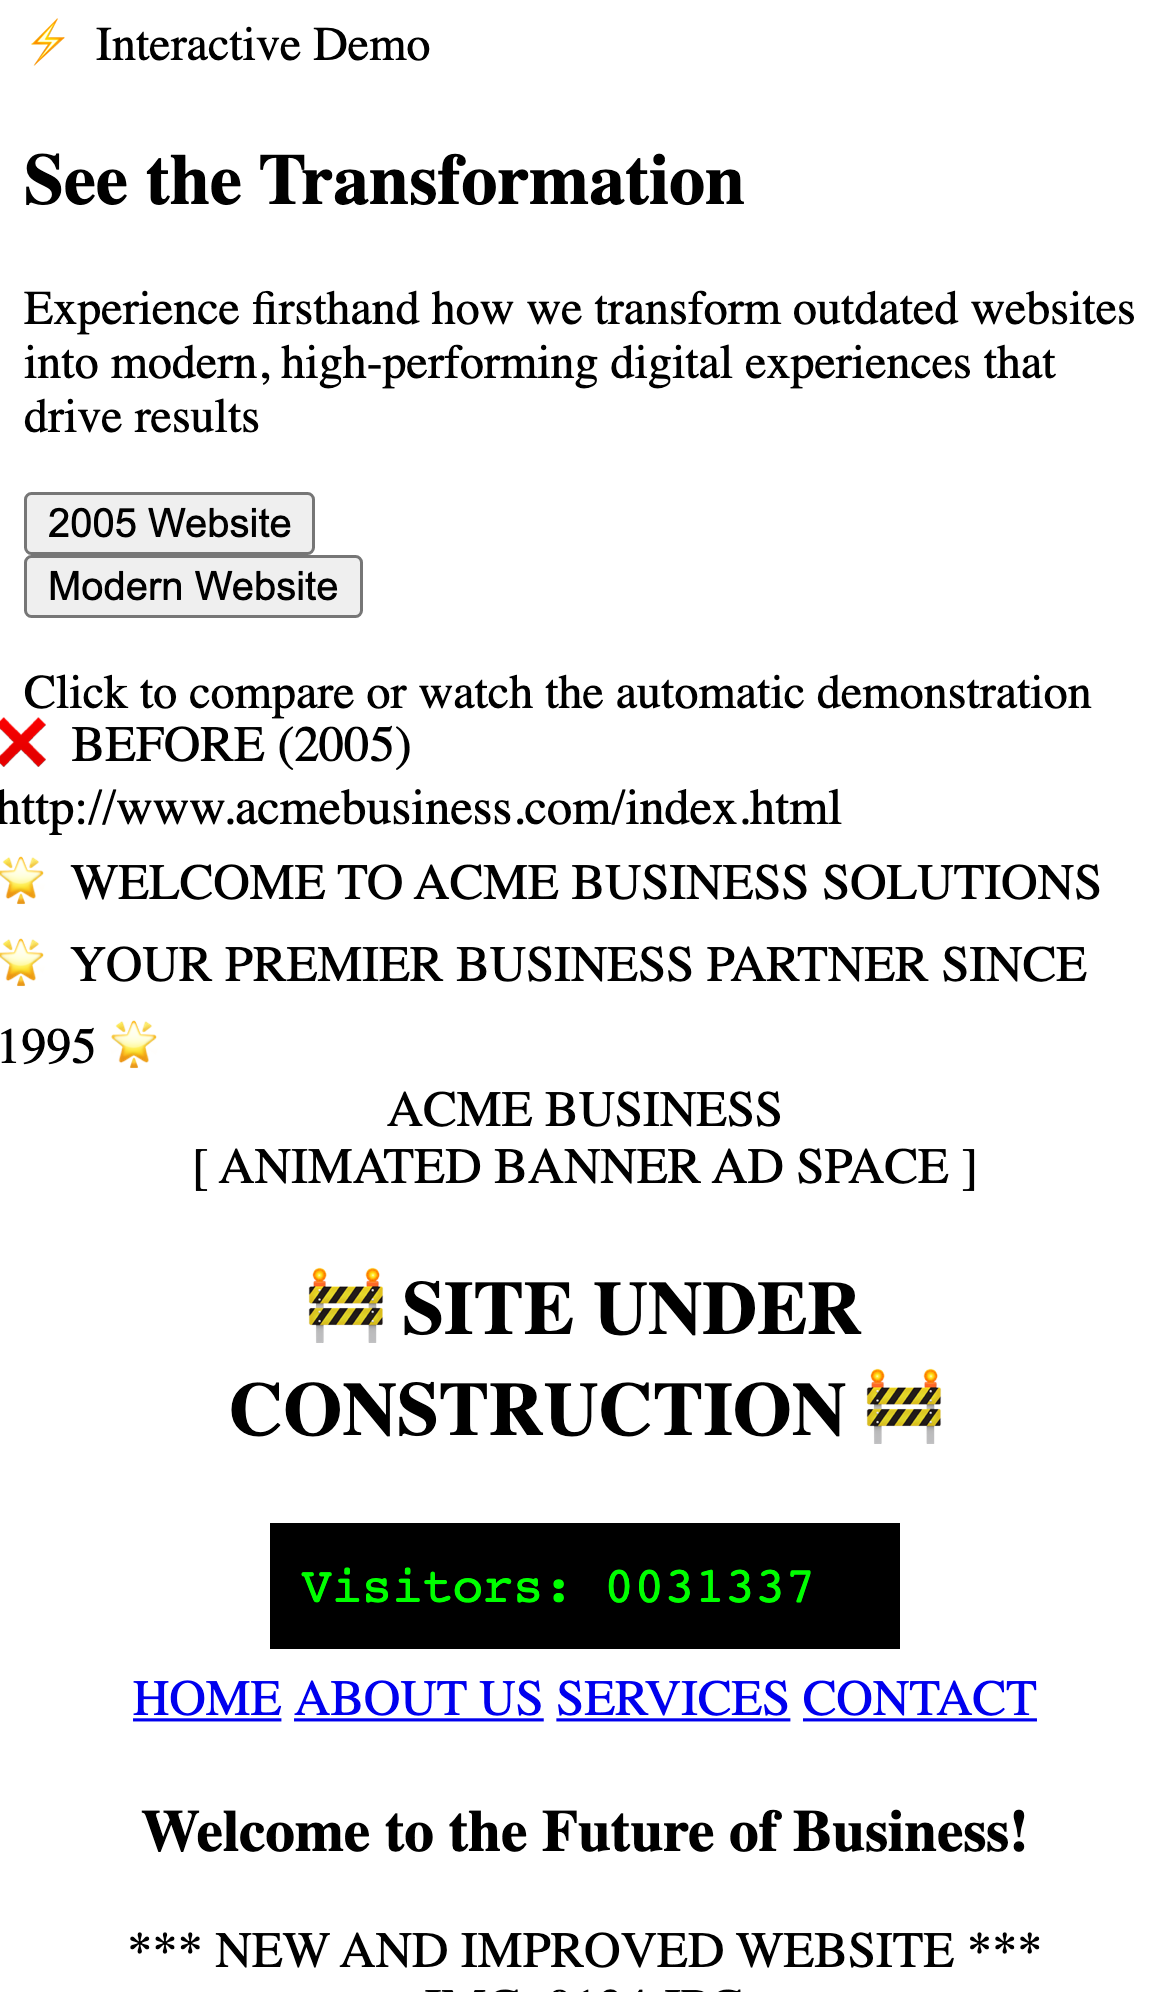 ⚡ Interactive Demo
See the Transformation
Experience firsthand how we transform outdated websites
into modern, high-performing digital experiences that
drive results
2005 Website
Modern Website
Click to compare or watch the automatic demonstration
❌ BEFORE (2005)
http://www.acmebusiness.com/index.html
🌟 WELCOME TO ACME BUSINESS SOLUTIONS
🌟 YOUR PREMIER BUSINESS PARTNER SINCE
1995 🌟
ACME BUSINESS
[ ANIMATED BANNER AD SPACE ]
🚧 SITE UNDER
CONSTRUCTION 🚧
Visitors: 0031337
HOME ABOUT US SERVICES CONTACT
Welcome to the Future of Business!
*** NEW AND IMPROVED WEBSITE ***